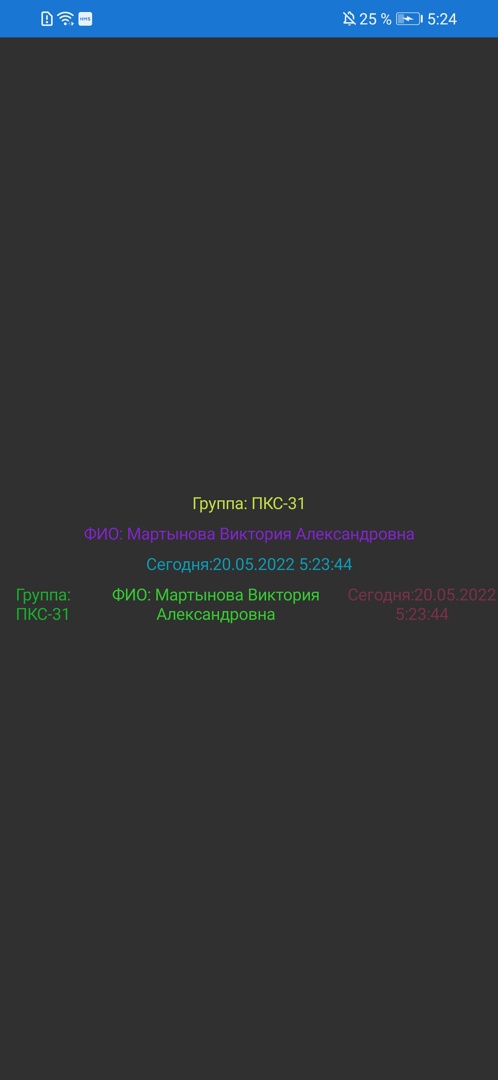 25 % 5:24
Группа: ПКС-31
ФИО: Мартынова Виктория Александровна
Сегодня:20.05.2022 5:23:44
Группа:
ПКС-31
ФИО: Мартынова Виктория
Александровна
Сегодня:20.05.2022
5:23:44